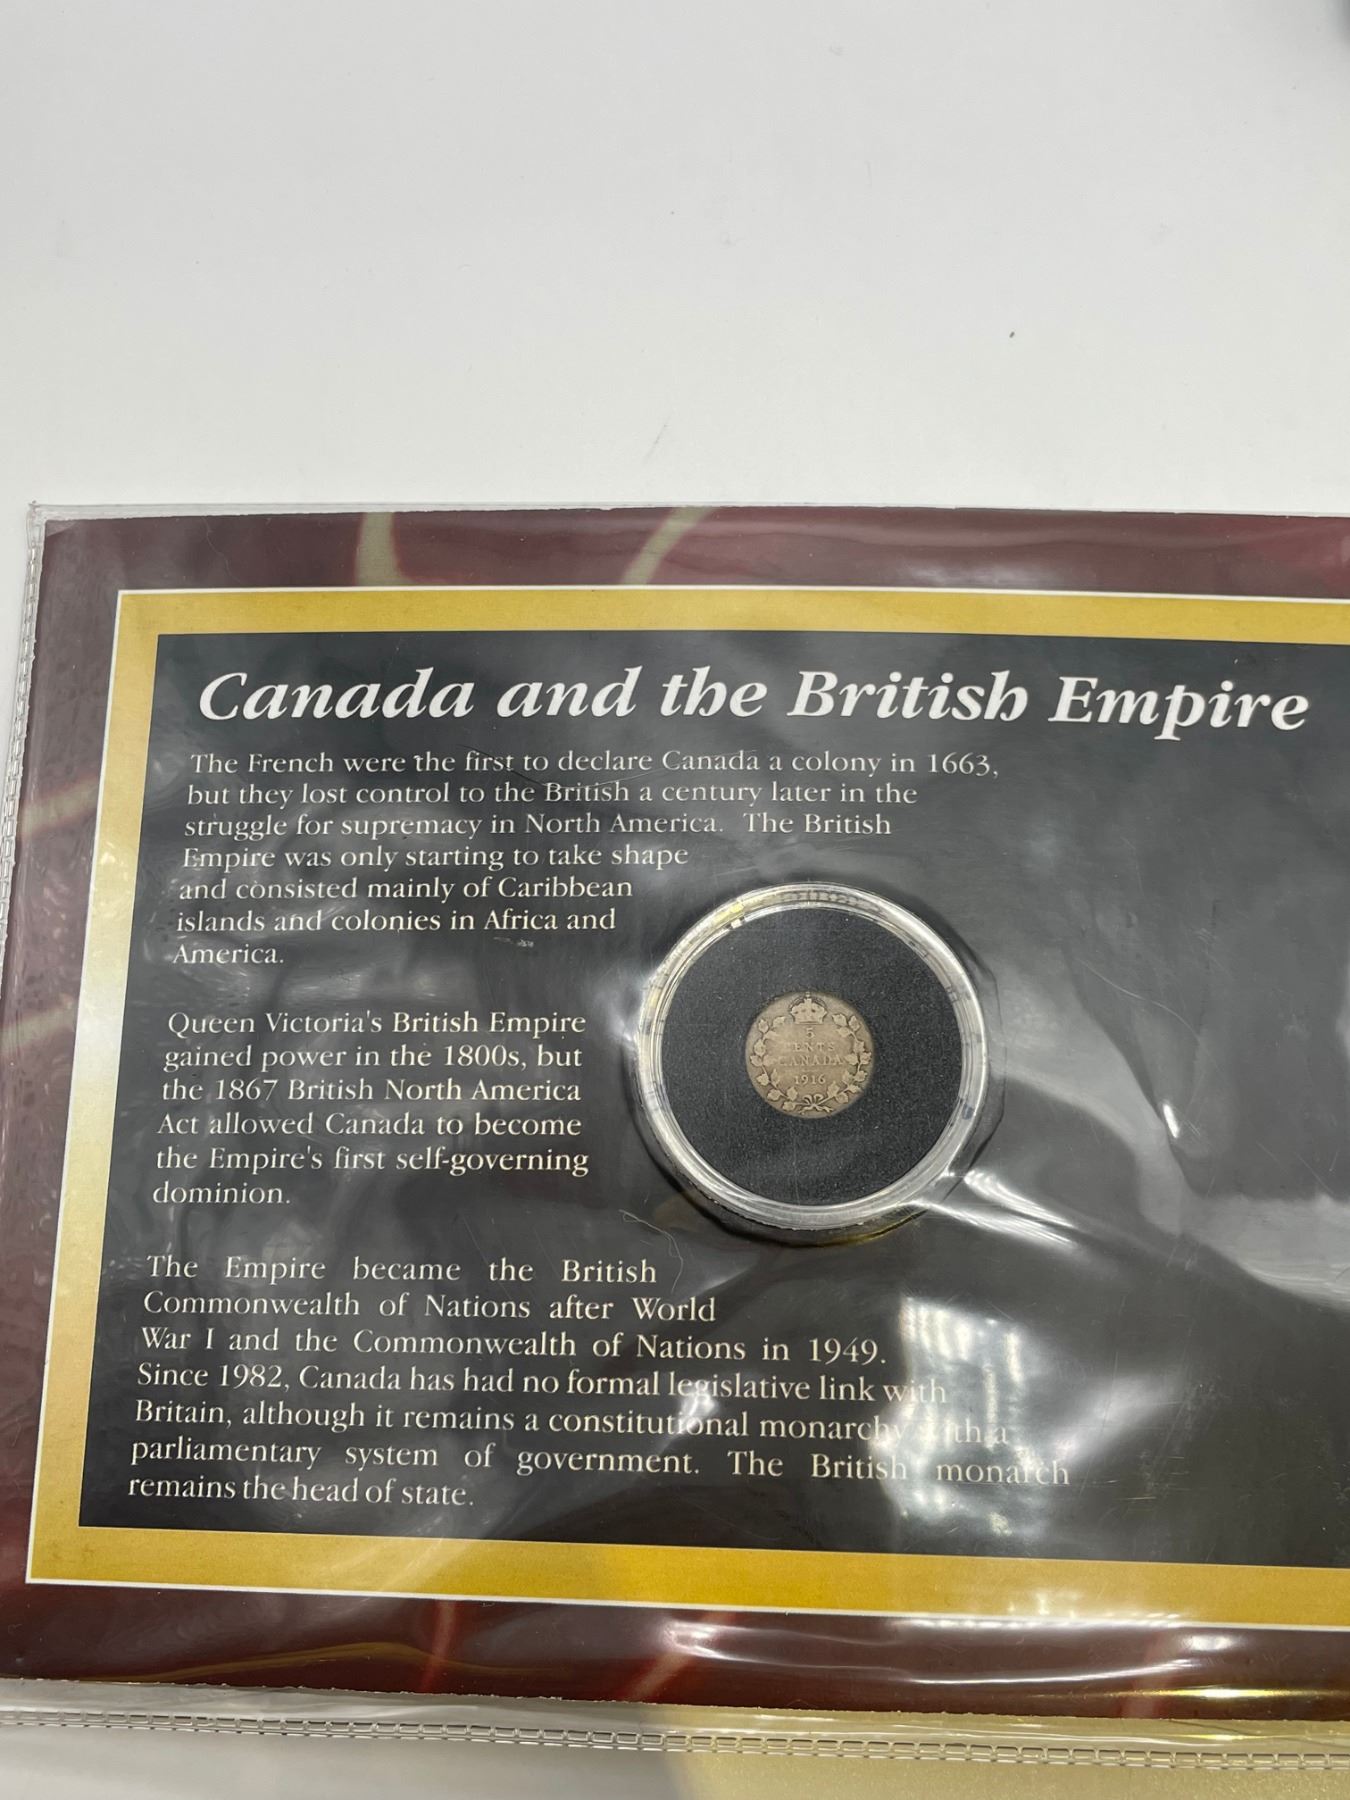 Canada and the British Empire
The French were the first to declare Canada a colony in 1663,
but they lost control to the British a century later in the
struggle for supremacy in North America. The British
Empire was only starting to take shape
and consisted mainly of Caribbean
islands and colonies in Africa and
America.
Queen Victoria's British Empire
gained power in the 1800s, but
the 1867 British North America
Act allowed Canada to become
the Empire's first self-governing
dominion.
The Empire became the British
Commonwealth of Nations after World
War I and the Commonwealth of Nations in 1949.
Since 1982, Canada has had no formal legislative link with
Britain, although it remains a constitutional monarchy with a
parliamentary system of government. The British monarch
remains the head of state.
5
CENTS
CANADA
1916